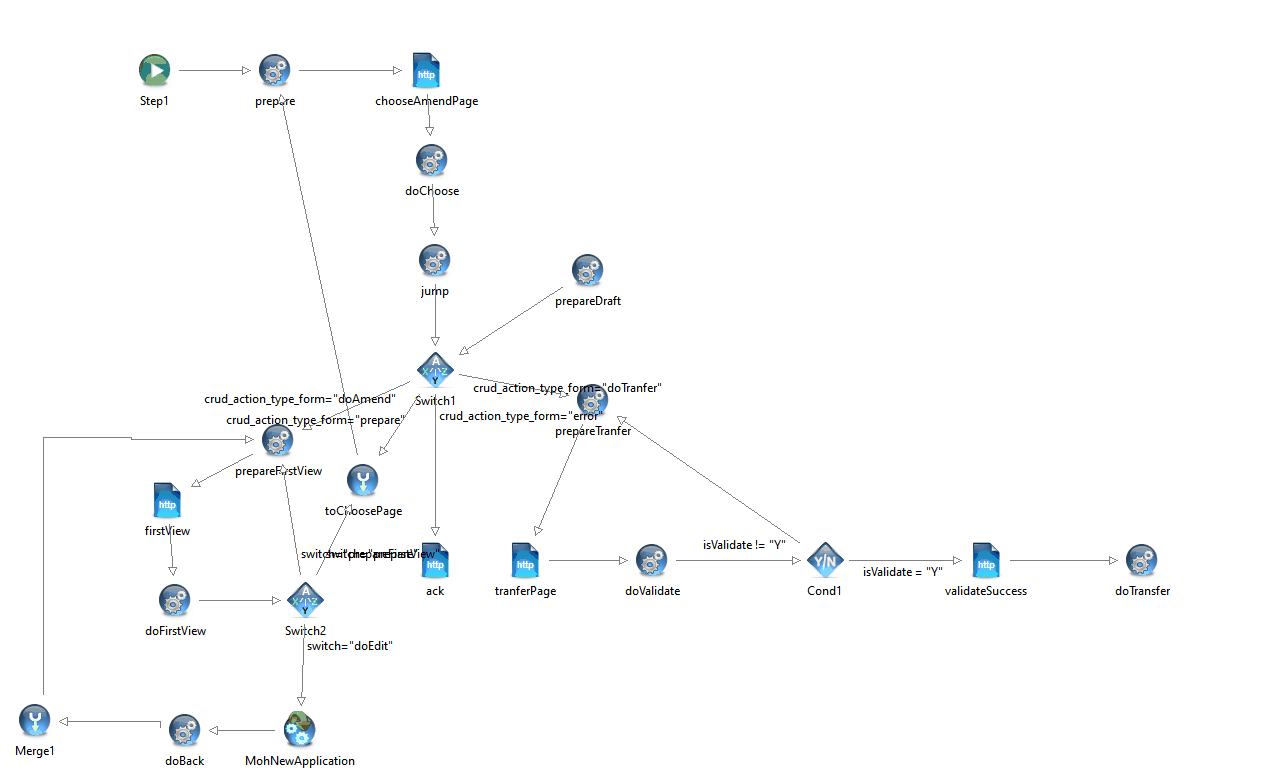 Step1
prepare
http
chooseAmendPage
doChoose
jump
prepareDraft
A
X Z
Y
Switch1
crud_action_type_form="doTranfer"
crud_action_type_form="doAmend"
crud_action_type_form="error"
crud_action_type_form="prepare"
prepareTranfer
prepareFirstView
toChoosePage
http
firstView
switch="prepareFirstView"
http
ack
http
tranferPage
doValidate
isValidate != "Y"
Y/N
Cond1
isValidate = "Y"
http
validateSuccess
doTransfer
doFirstView
A
X Z
Y
Switch2
switch="doEdit"
Merge1
doBack
MohNewApplication